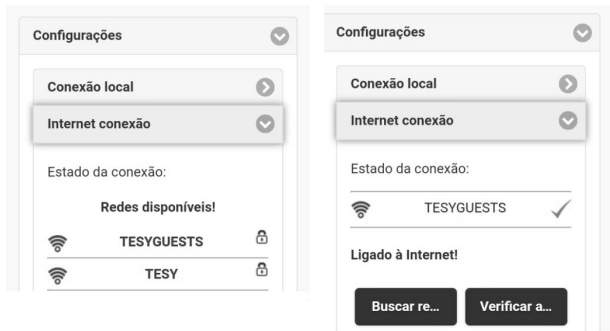 Configurações
Conexão local
Internet conexão
Estado da conexão:
Redes disponíveis!
TESYGUESTS
TESY
Configurações
Conexão local
Internet conexão
Estado da conexão:
TESYGUESTS
Ligado à Internet!
Buscar re...
Verificar a...